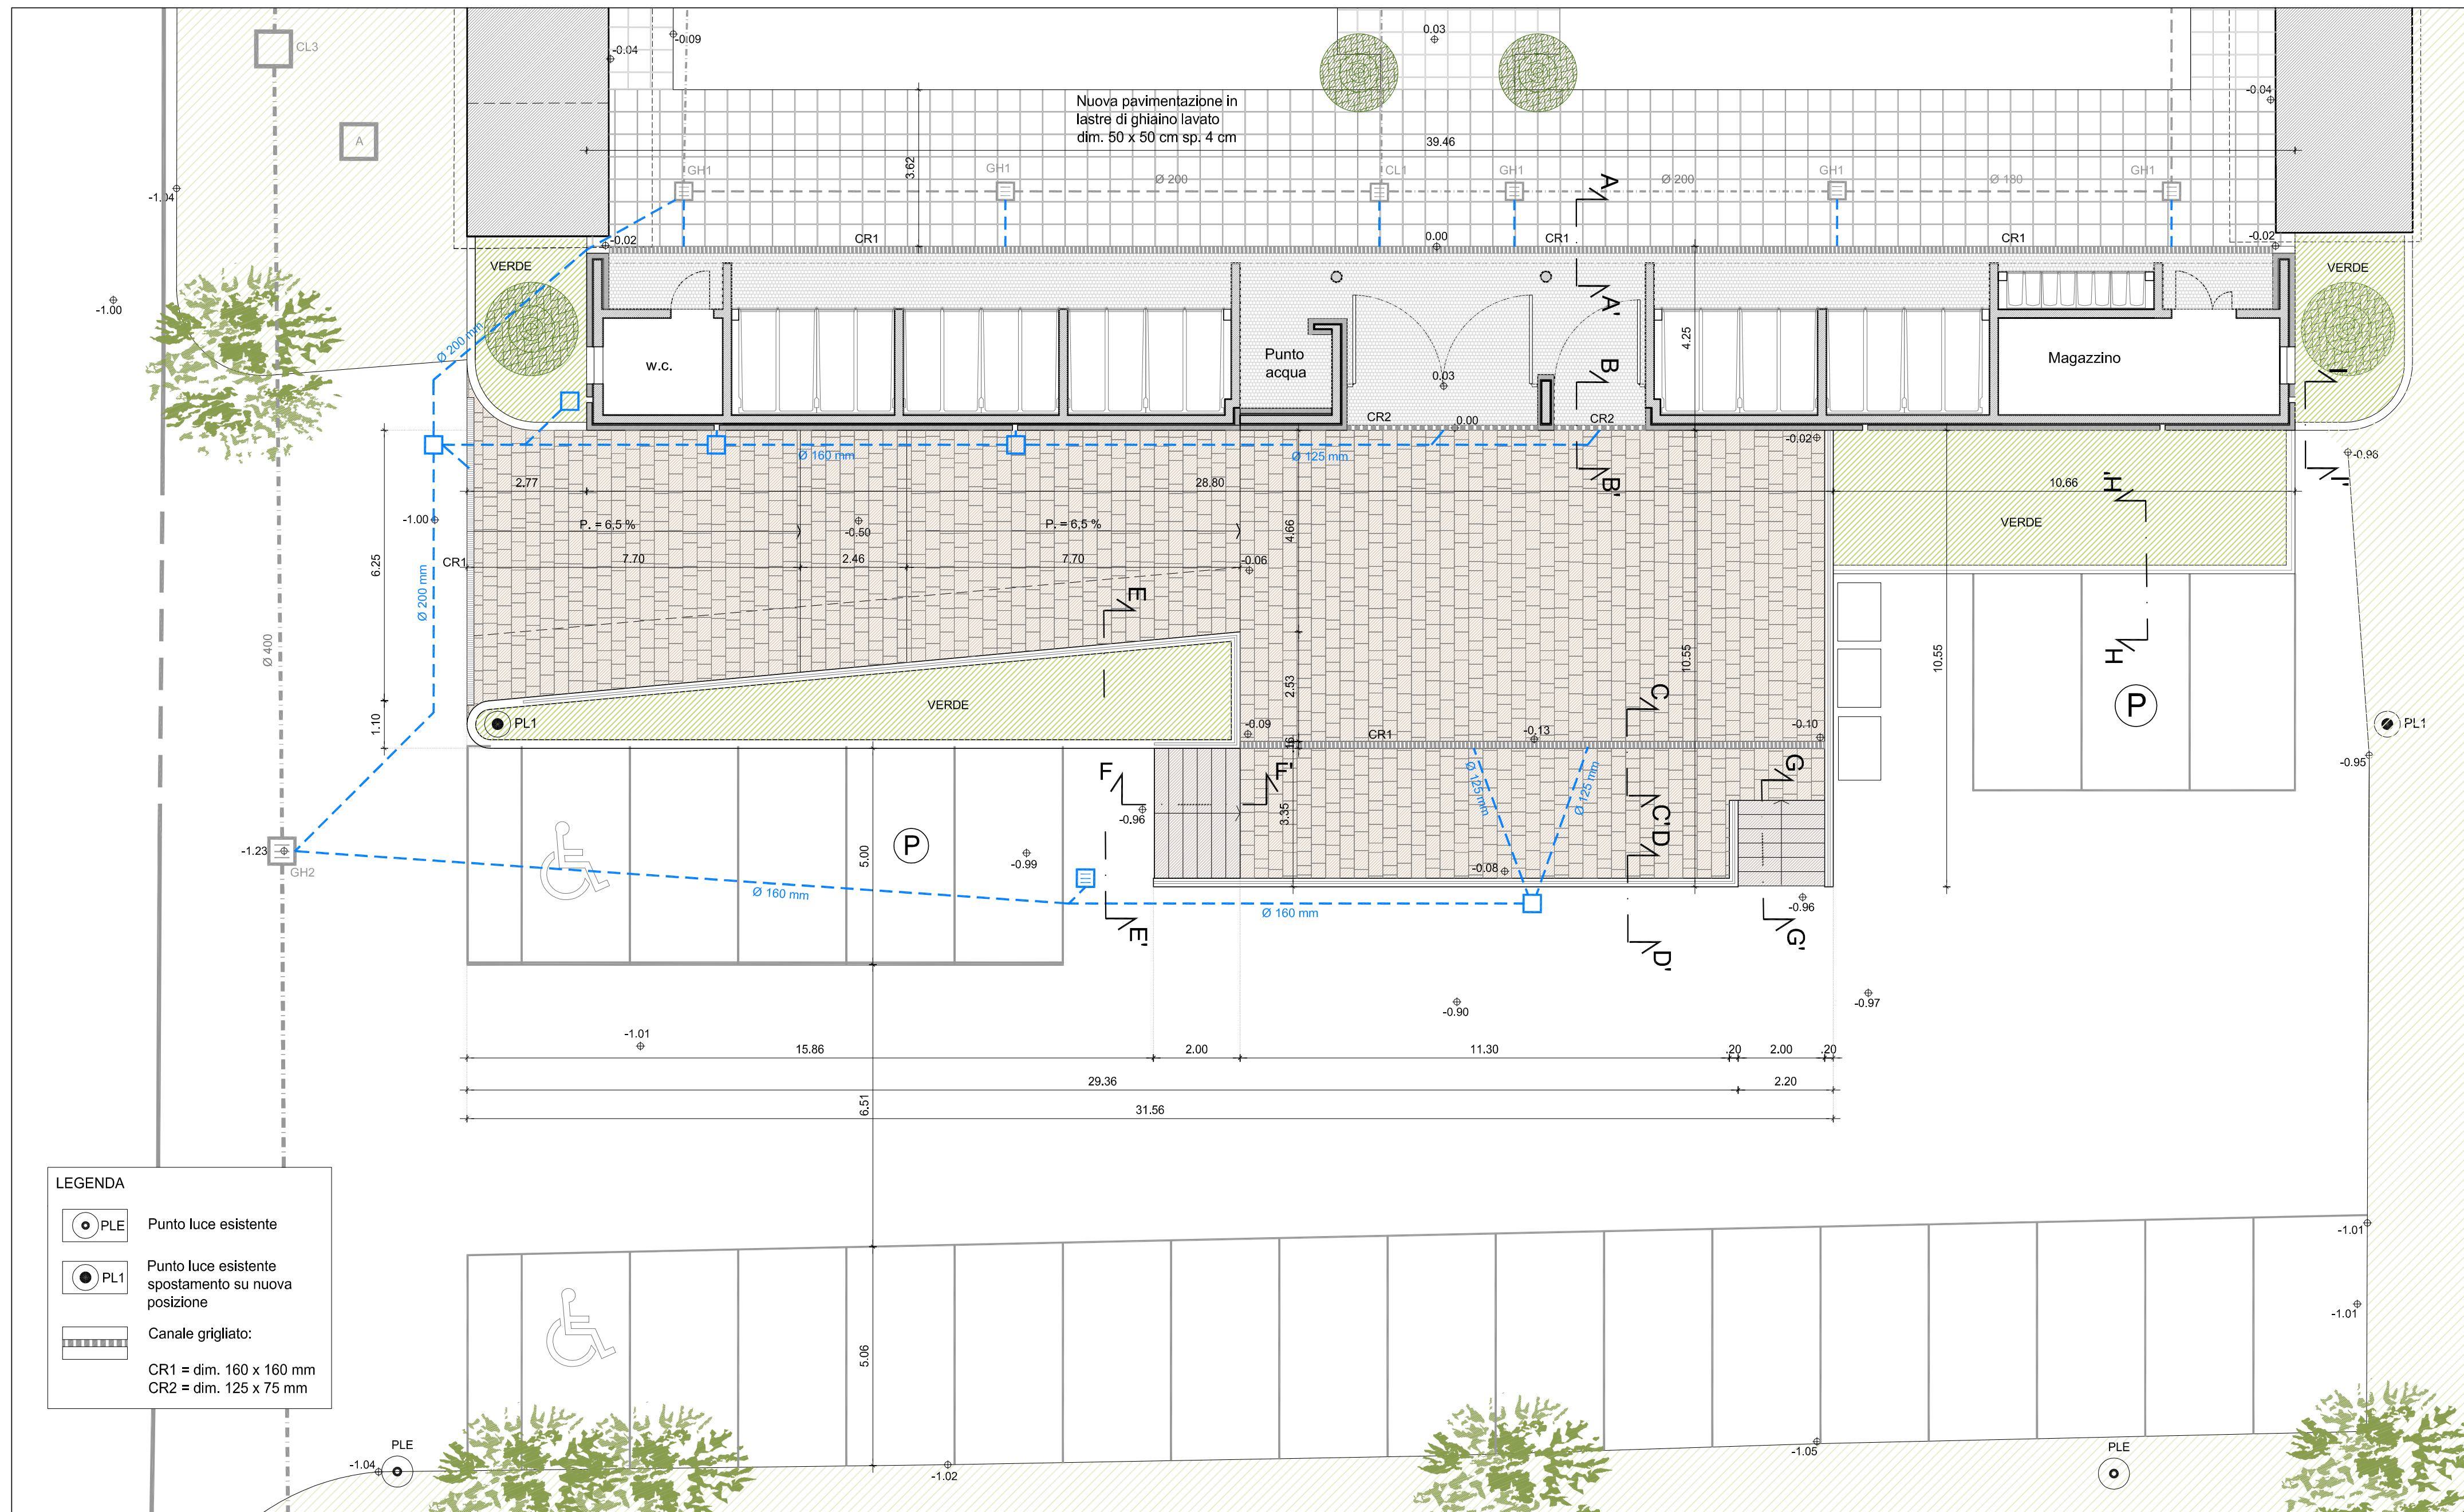 CL3
-0.04
-0.09
0.03
Nuova pavimentazione in
lastre di ghiaino lavato
dim. 50 x 50 cm sp. 4 cm
-0.04
A
39.46
3.62
GH1
GH1
Ø 200
CL1
GH1
A
Ø 200
GH1
Ø 180
GH1
-1.04
-0.02
CR1
0.00
CR1
CR1
-0.02
VERDE
VERDE
-1.00
A'
Ø 200 mm
4.25
w.c.
Punto
acqua
B
Magazzino
0.03
I
CR2
0.00
CR2
-0.02
Ø 160 mm
Ø 125 mm
-0.96
2.77
28.80
B'
10.66
H'
I'
-1.00
P. = 6,5 %
-0.50
P. = 6,5 %
4.66
VERDE
6.25
CR1
7.70
2.46
7.70
-0.06
Ø 200 mm
E
Ø 400
10.55
10.55
H
2.53
C
VERDE
P
1.10
PL1
-0.09
CR1
-0.13
-0.10
PL1
.16
-0.95
F
F'
G
Ø 125 mm
Ø 125 mm
-0.96
3.35
C'
D
P
5.00
-1.23
-0.99
GH2
-0.08
Ø 160 mm
Ø 160 mm
-0.96
E'
G'
D'
-0.90
-0.97
-1.01
15.86
2.00
11.30
.20
2.00
.20
29.36
2.20
6.51
31.56
LEGENDA
PLE
Punto luce esistente
PL1
Punto luce esistente
spostamento su nuova
posizione
Canale grigliato:
CR1 = dim. 160 x 160 mm
CR2 = dim. 125 x 75 mm
-1.01
-1.01
5.06
PLE
-1.04
-1.02
-1.05
PLE